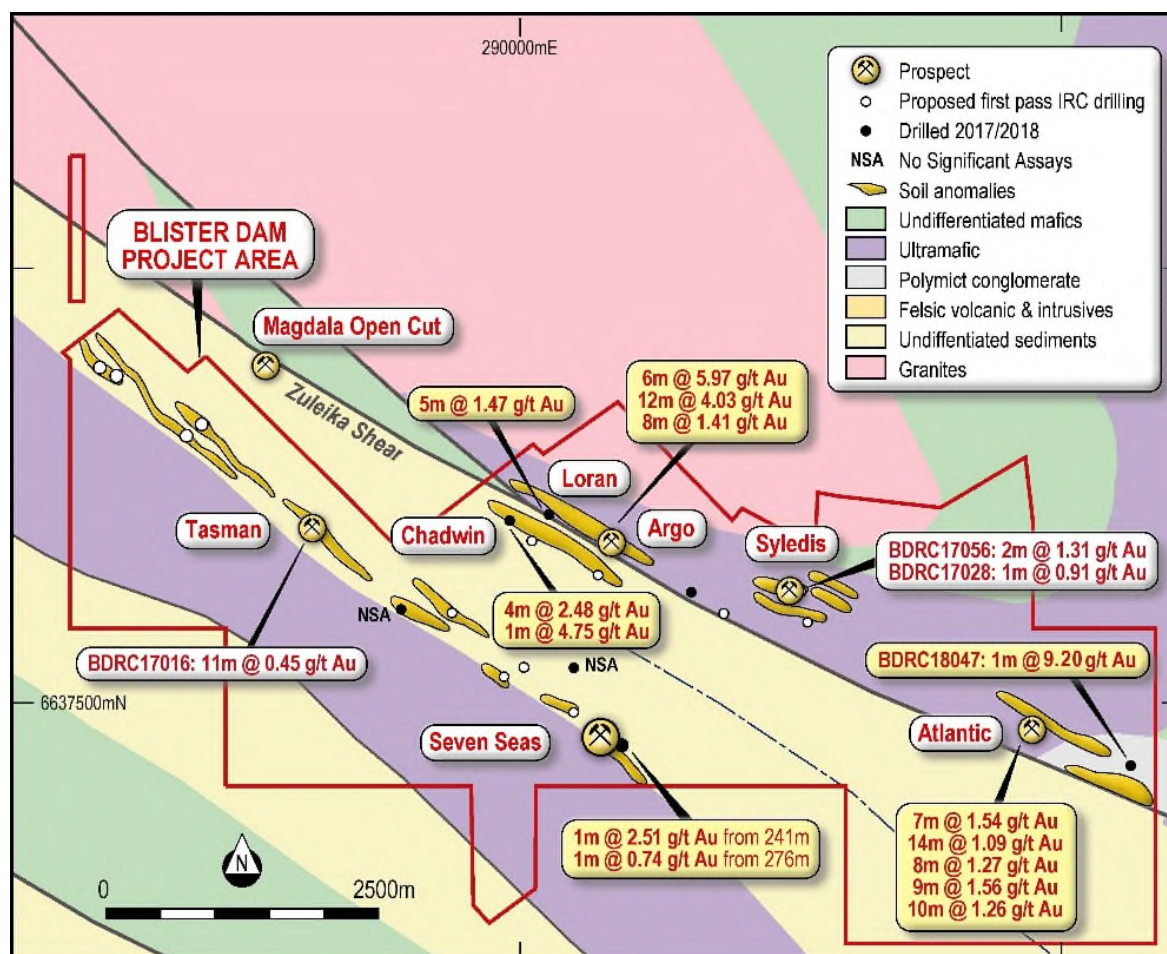 290000mE
Prospect
Proposed first pass IRC drilling
Drilled 2017/2018
NSA No Significant Assays
Soil anomalies
Undifferentiated mafics
Ultramafic
Polymict conglomerate
Felsic volcanic & intrusives
Undiffentiated sediments
Granites
BLISTER DAM
PROJECT AREA
Magdala Open Cut
Zuleika Shear
5m @ 1.47 g/t Au
6m @ 5.97 g/t Au
12m @ 4.03 g/t Au
8m @ 1.41 g/t Au
Loran
Argo
Tasman
Chadwin
Syledis
BDRC17056: 2m @ 1.31 g/t Au
BDRC17028: 1m @ 0.91 g/t Au
NSA
4m @ 2.48 g/t Au
1m @ 4.75 g/t Au
BDRC17016: 11m @ 0.45 g/t Au
NSA
BDRC18047: 1m @ 9.20 g/t Au
6637500mN
Seven Seas
Atlantic
1m @ 2.51 g/t Au from 241m
1m @ 0.74 g/t Au from 276m
7m @ 1.54 g/t Au
14m @ 1.09 g/t Au
8m @ 1.27 g/t Au
9m @ 1.56 g/t Au
10m @ 1.26 g/t Au
N
0 2500m